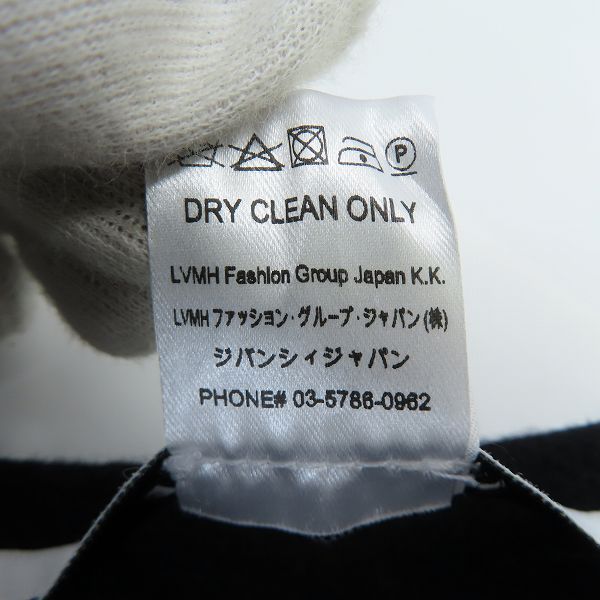 P
DRY CLEAN ONLY
LVMH Fashion Group Japan K.K.
LVMHファッション・グループ・ジャパン(株)
ジバンシィジャパン
PHONE# 03-5786-0962